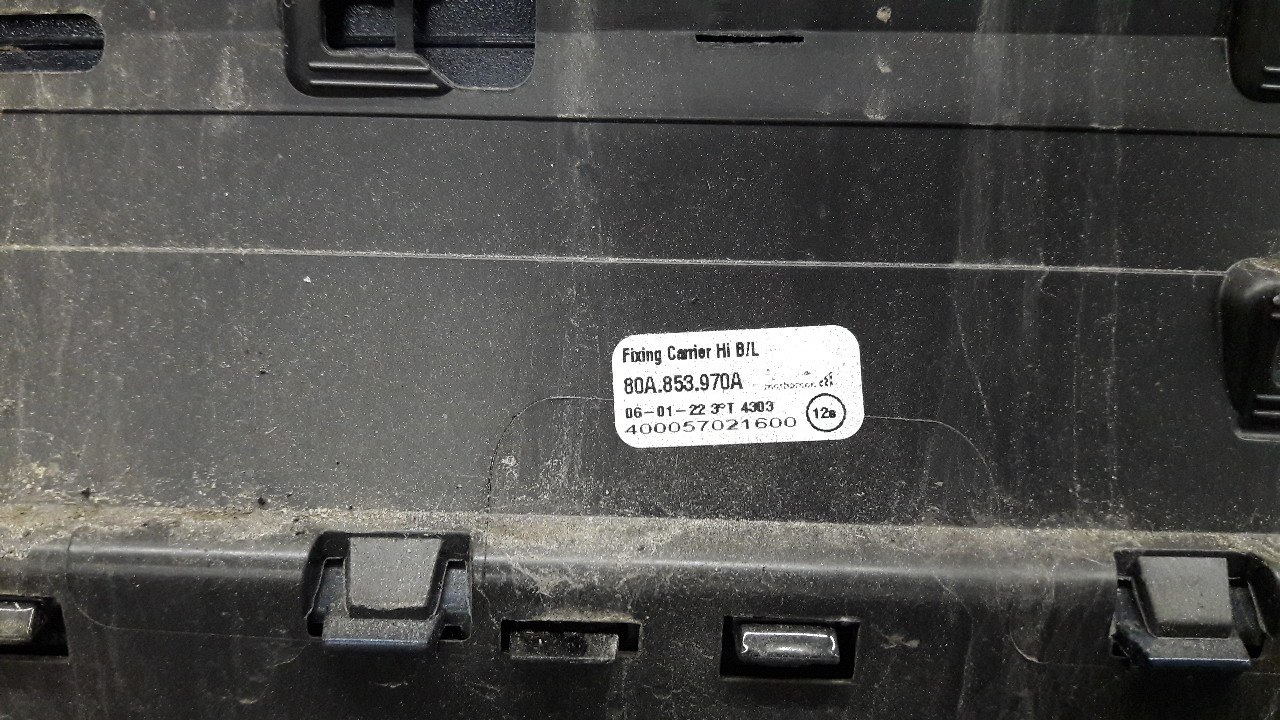 Fixing Carrier Hi B/L
80A.853.970A
06-01-22 3°T 4303
400057021600
12s